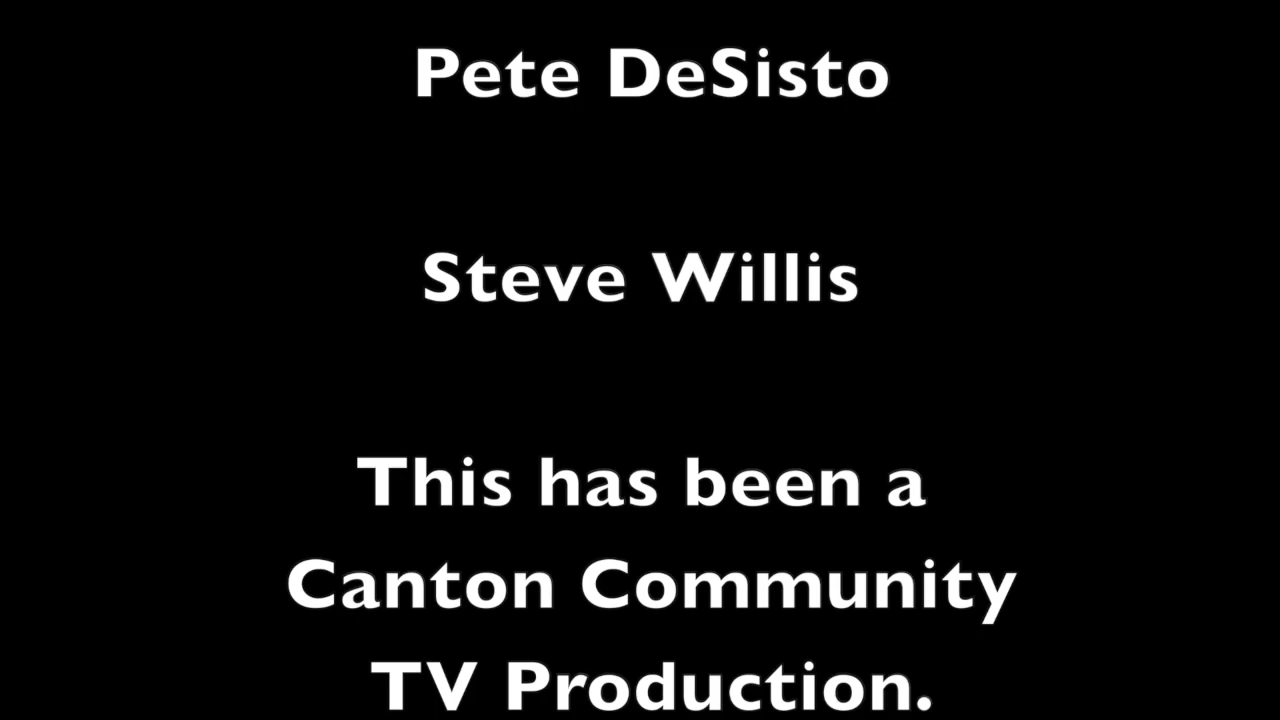 Pete DeSisto
Steve Willis
This has been a
Canton Community
TV Production.